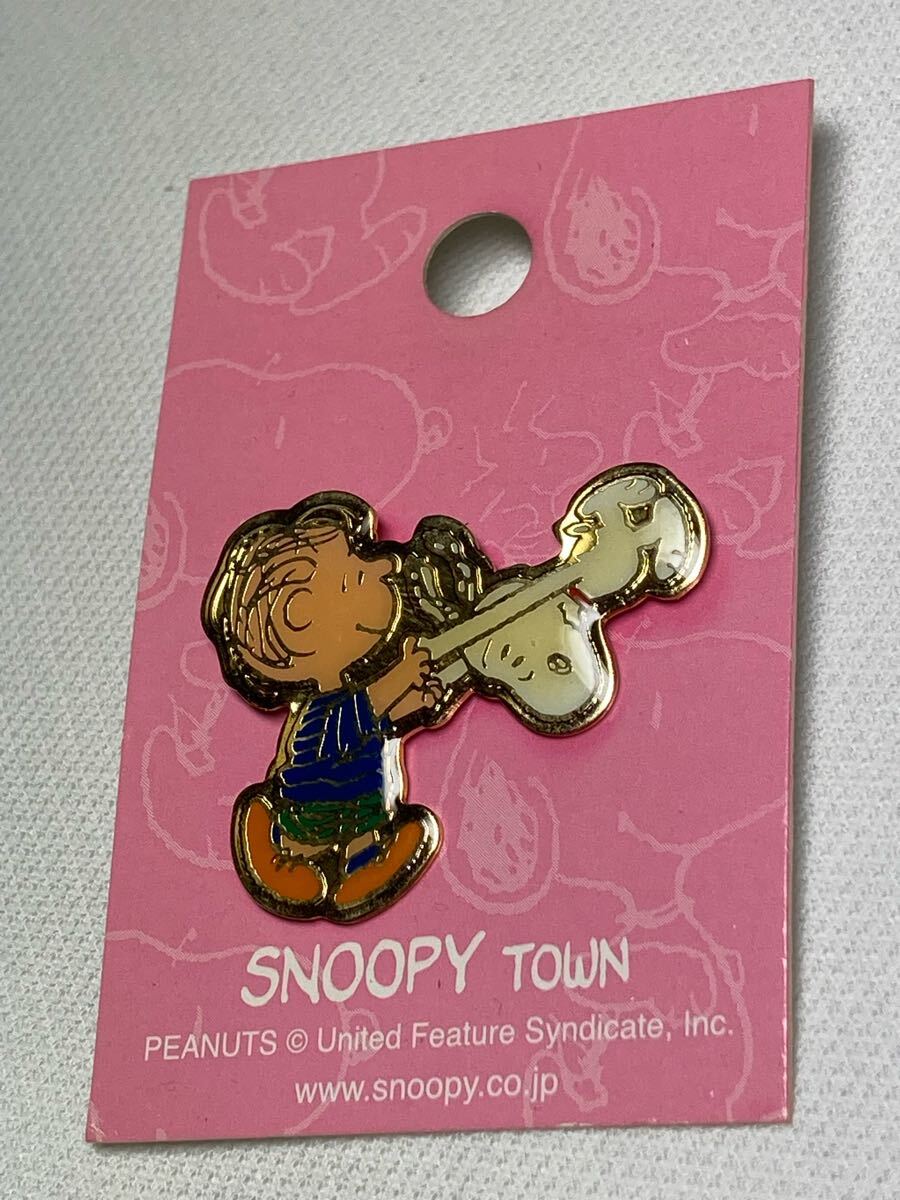 SNOOPY TOWN
PEANUTS © United Feature Syndicate, Inc.
www.snoopy.co.jp